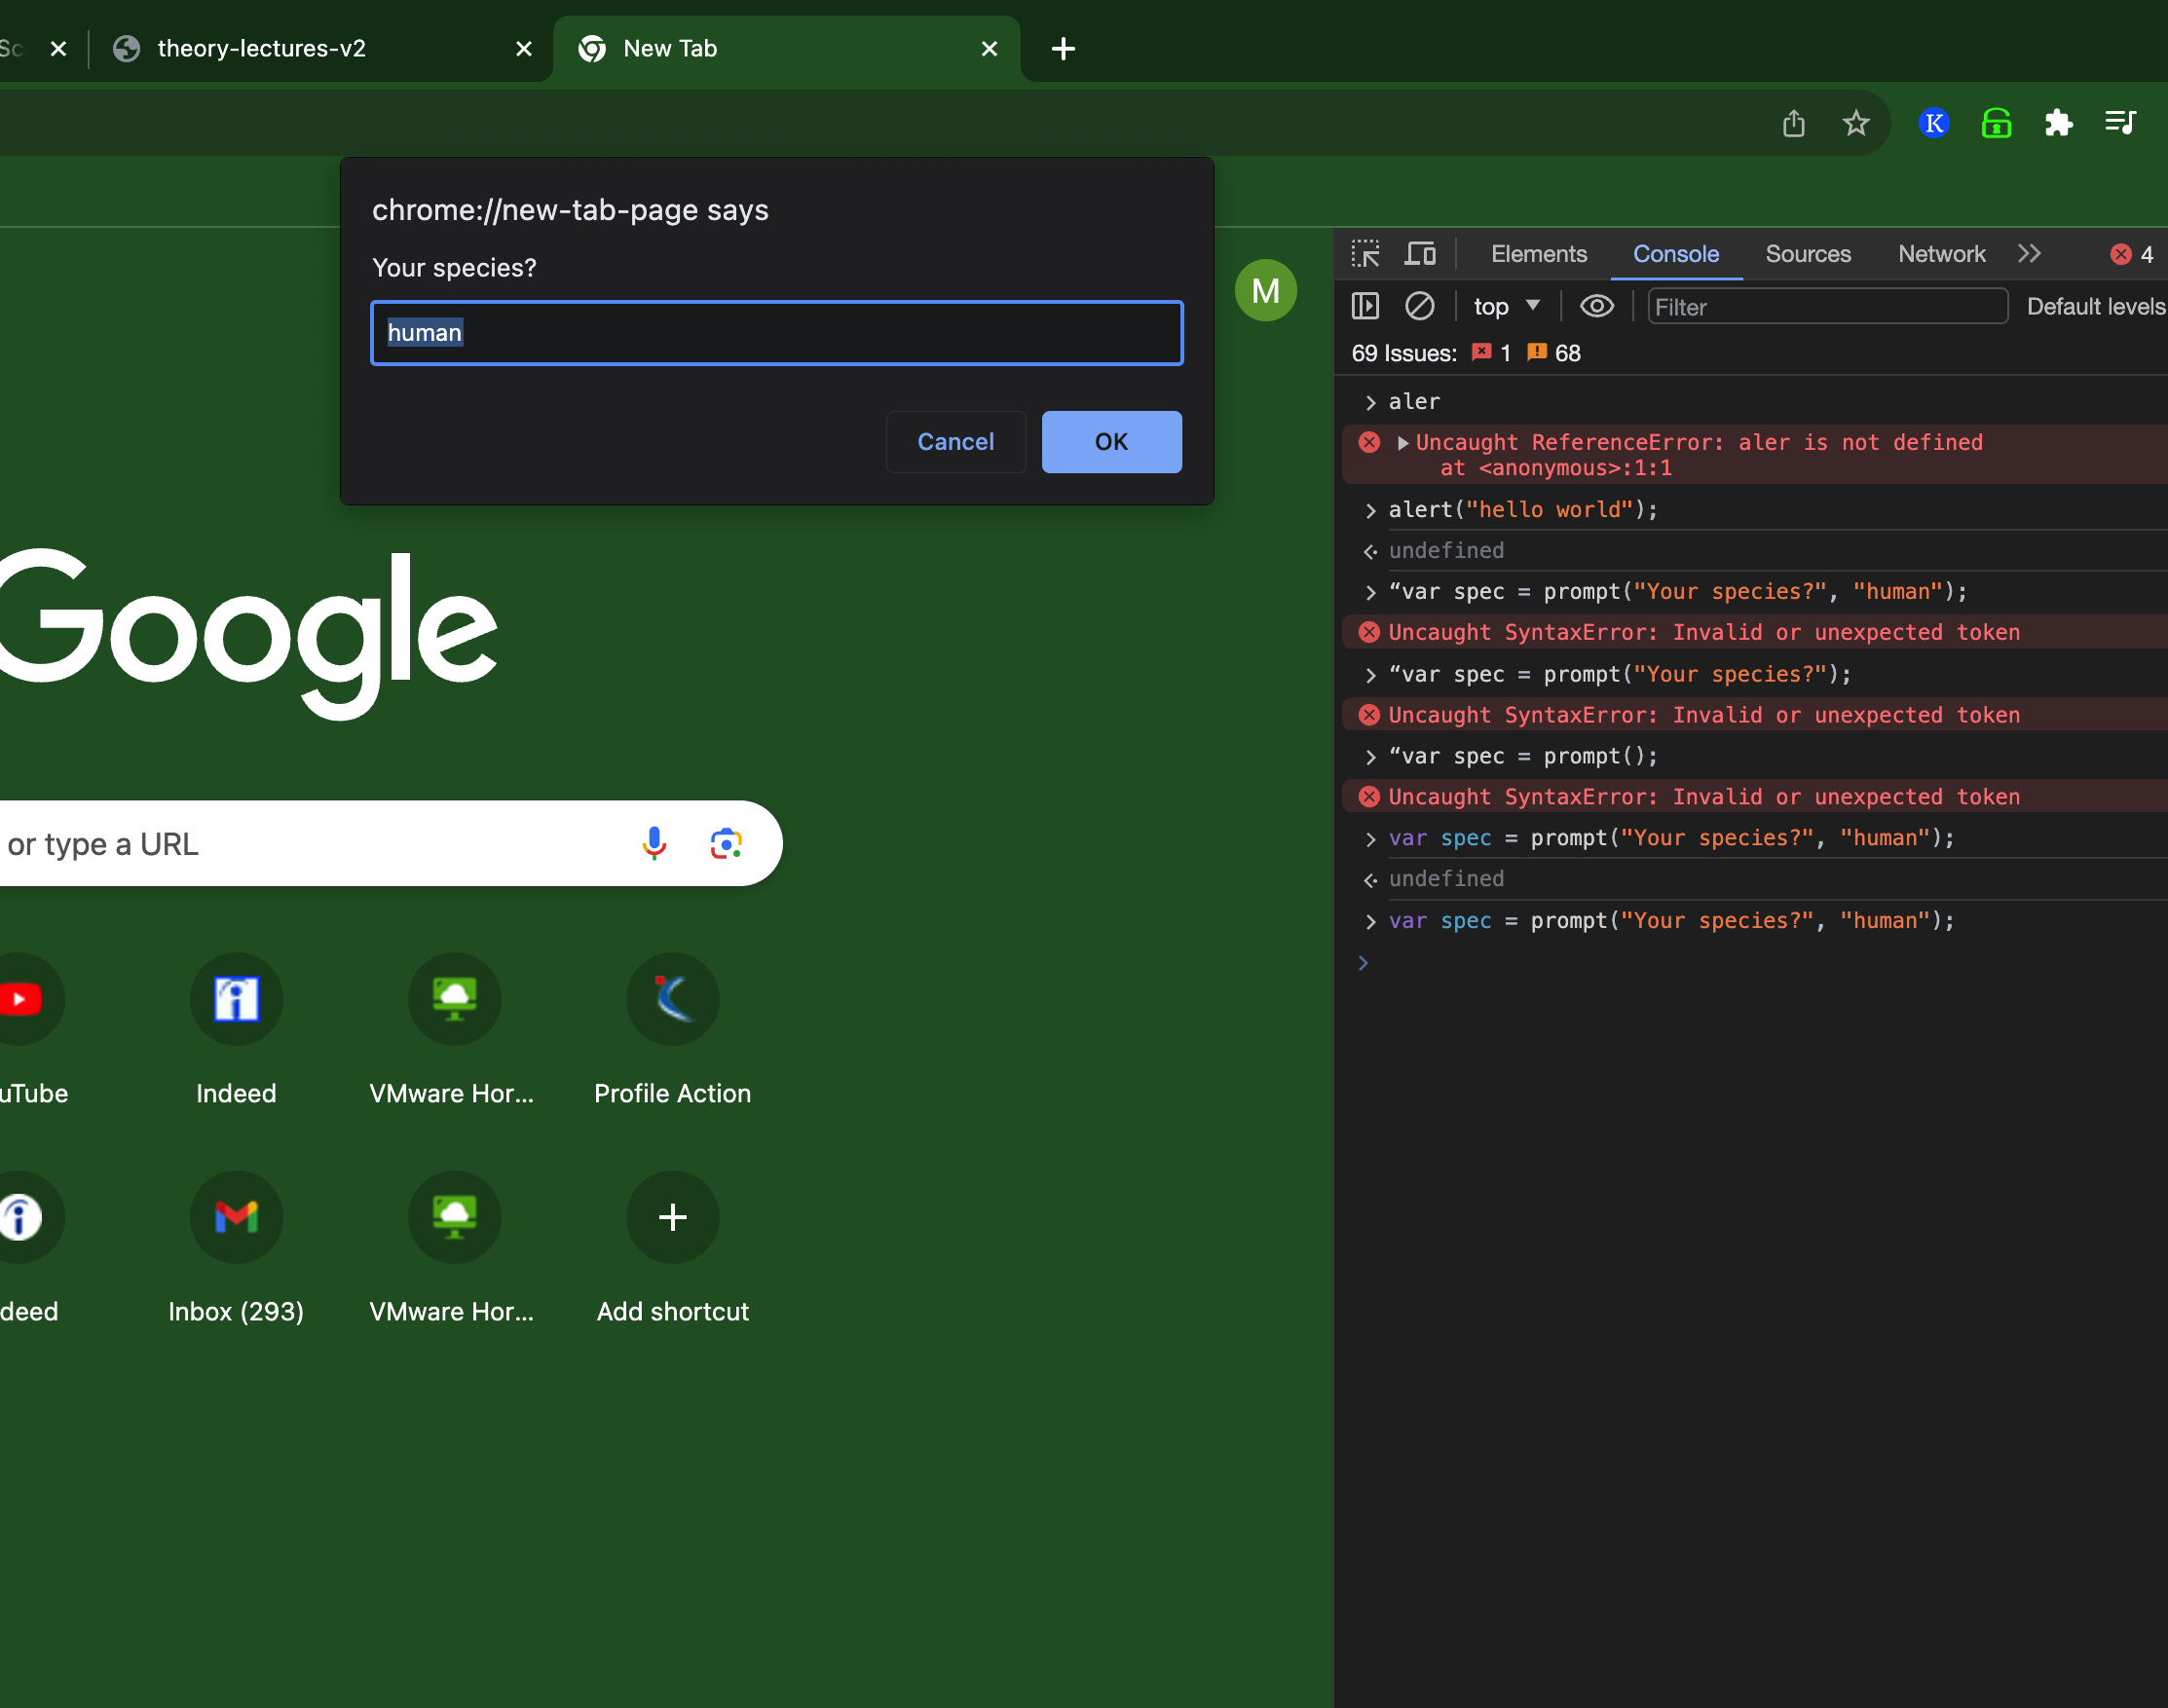 Sc
theory-lectures-v2
New Tab
K
chrome://new-tab-page says
Your species?
human
Cancel
OK
M
Google
or type a URL
uTube
Indeed
VMware Hor...
Profile Action
deed
Inbox (293)
VMware Hor...
Add shortcut
Elements Console Sources Network 4
top Filter Default levels
69 Issues: 1 68
aler
Uncaught ReferenceError: aler is not defined
at <anonymous>:1:1
alert("hello world");
undefined
“var spec = prompt("Your species?", "human");
Uncaught SyntaxError: Invalid or unexpected token
“var spec = prompt("Your species?");
Uncaught SyntaxError: Invalid or unexpected token
“var spec = prompt();
Uncaught SyntaxError: Invalid or unexpected token
var spec = prompt("Your species?", "human");
undefined
var spec = prompt("Your species?", "human");